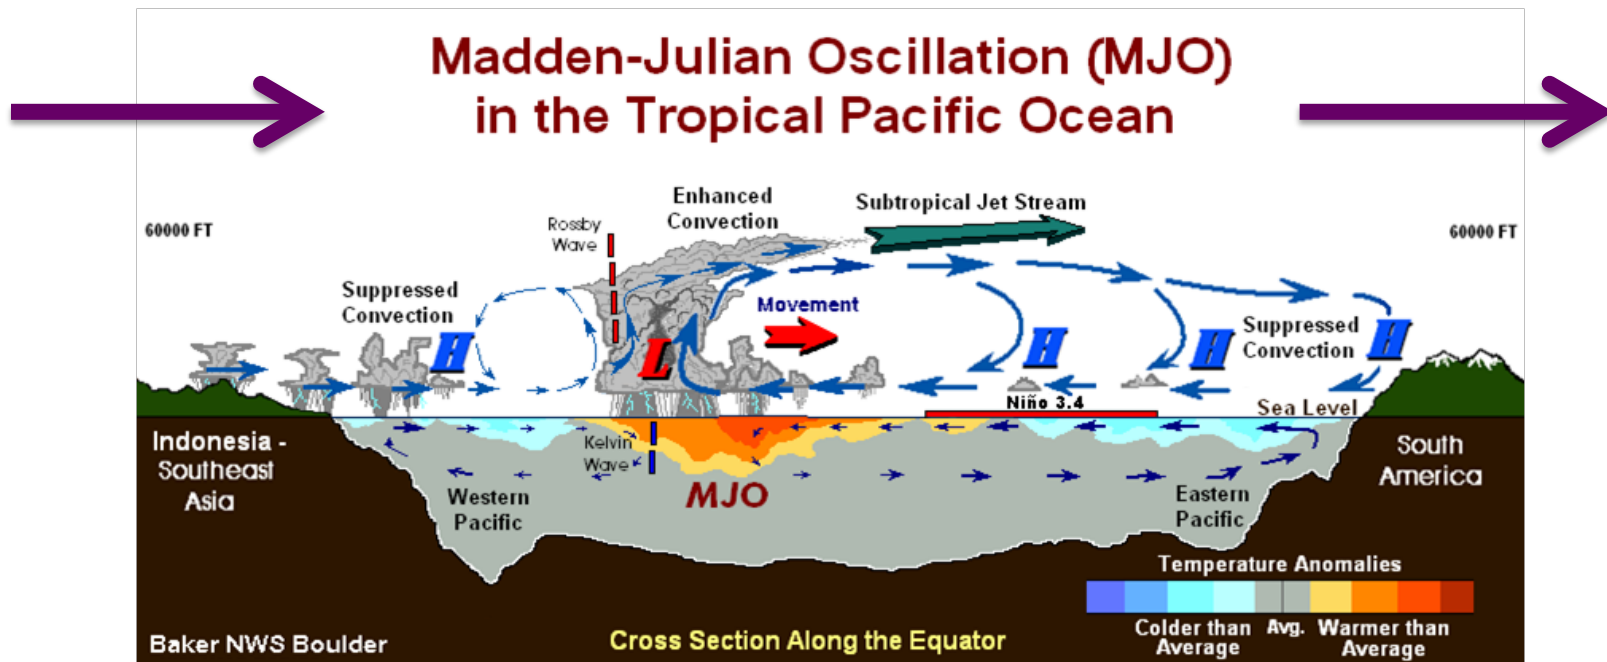 Madden-Julian Oscillation (MJO)
in the Tropical Pacific Ocean
60000 FT
Rossby
Wave
Enhanced
Convection
Subtropical Jet Stream
60000 FT
Suppressed
Convection
H
L
Movement
H
H
Suppressed
Convection
H
Niño 3.4
Sea Level
Indonesia -
Southeast
Asia
Kelvin
Wave
MJO
Western
Pacific
Eastern
Pacific
South
America
Temperature Anomalies
Colder than
Average
Avg.
Warmer than
Average
Baker NWS Boulder
Cross Section Along the Equator